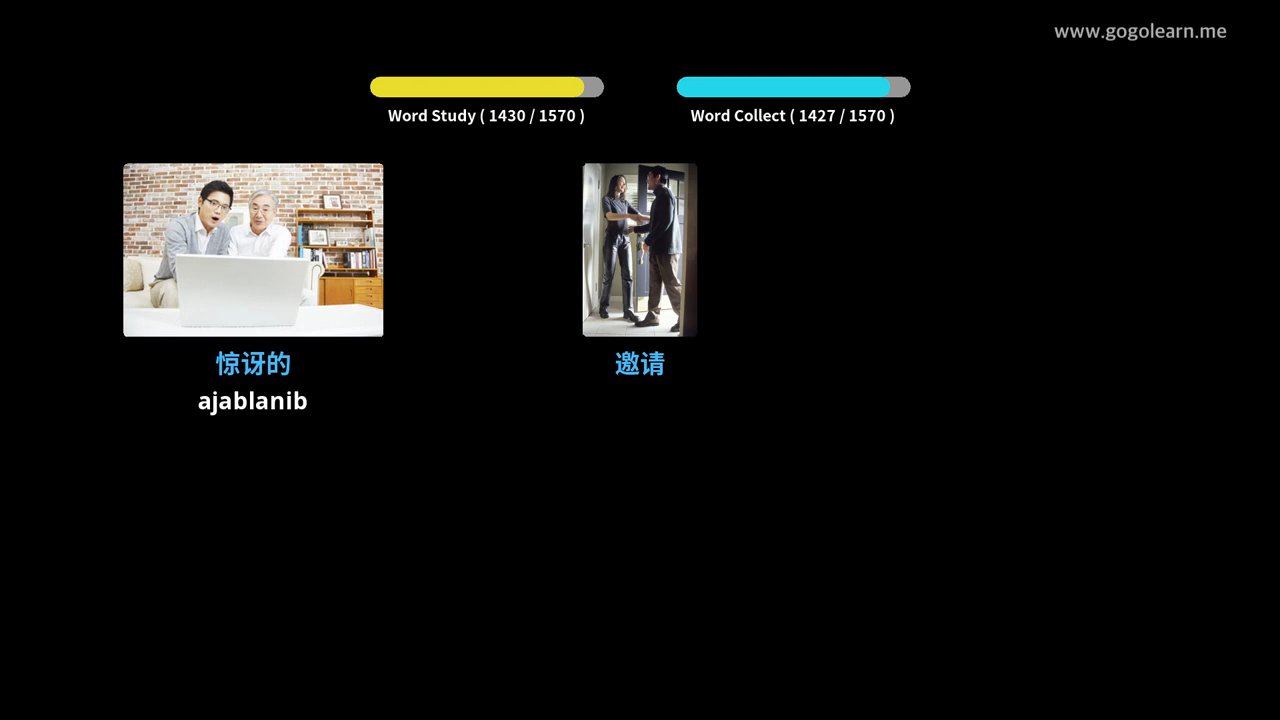 www.gogolearn.me
Word Study ( 1430 / 1570 )
Word Collect ( 1427 / 1570 )
惊讶的
ajablanib
邀请